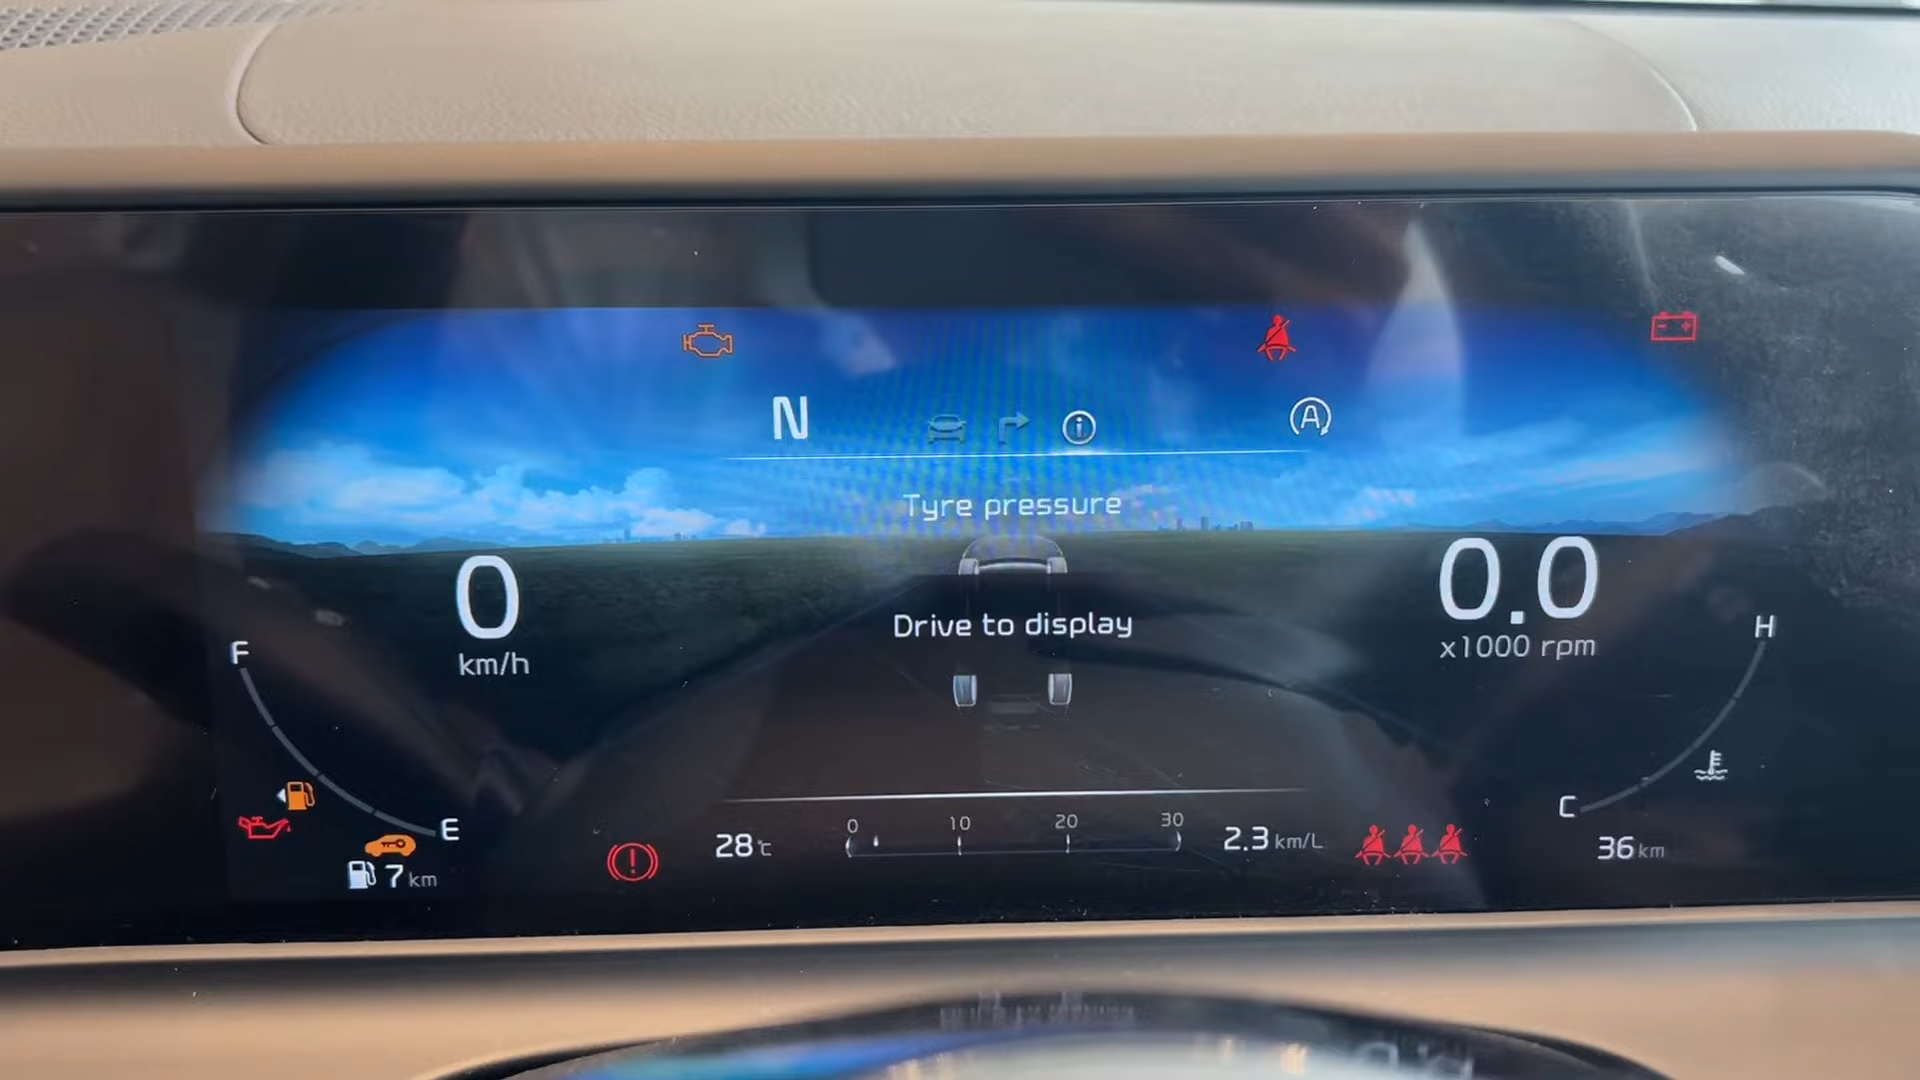 N
A
Tyre pressure
0
km/h
Drive to display
0.0
x1000 rpm
F
H
E
C
7 km
28℃
0 10 20 30
2.3 km/L
36 km